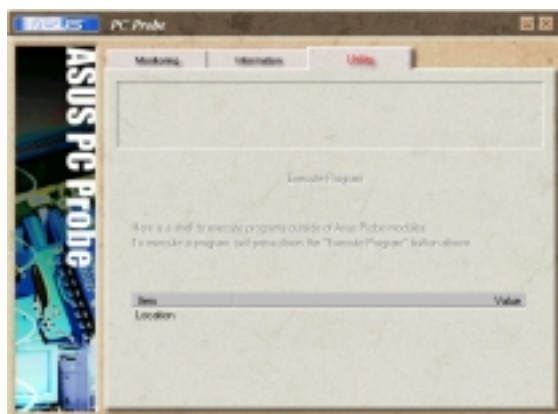 ASUS PC Probe
Monitoring Information Utility
ASUS PC Probe
Execute Program
Here is a shell to execute programs outside of Asus Probe modules
To execute a program, just press down the "Execute Program" button above
Item Value
Location